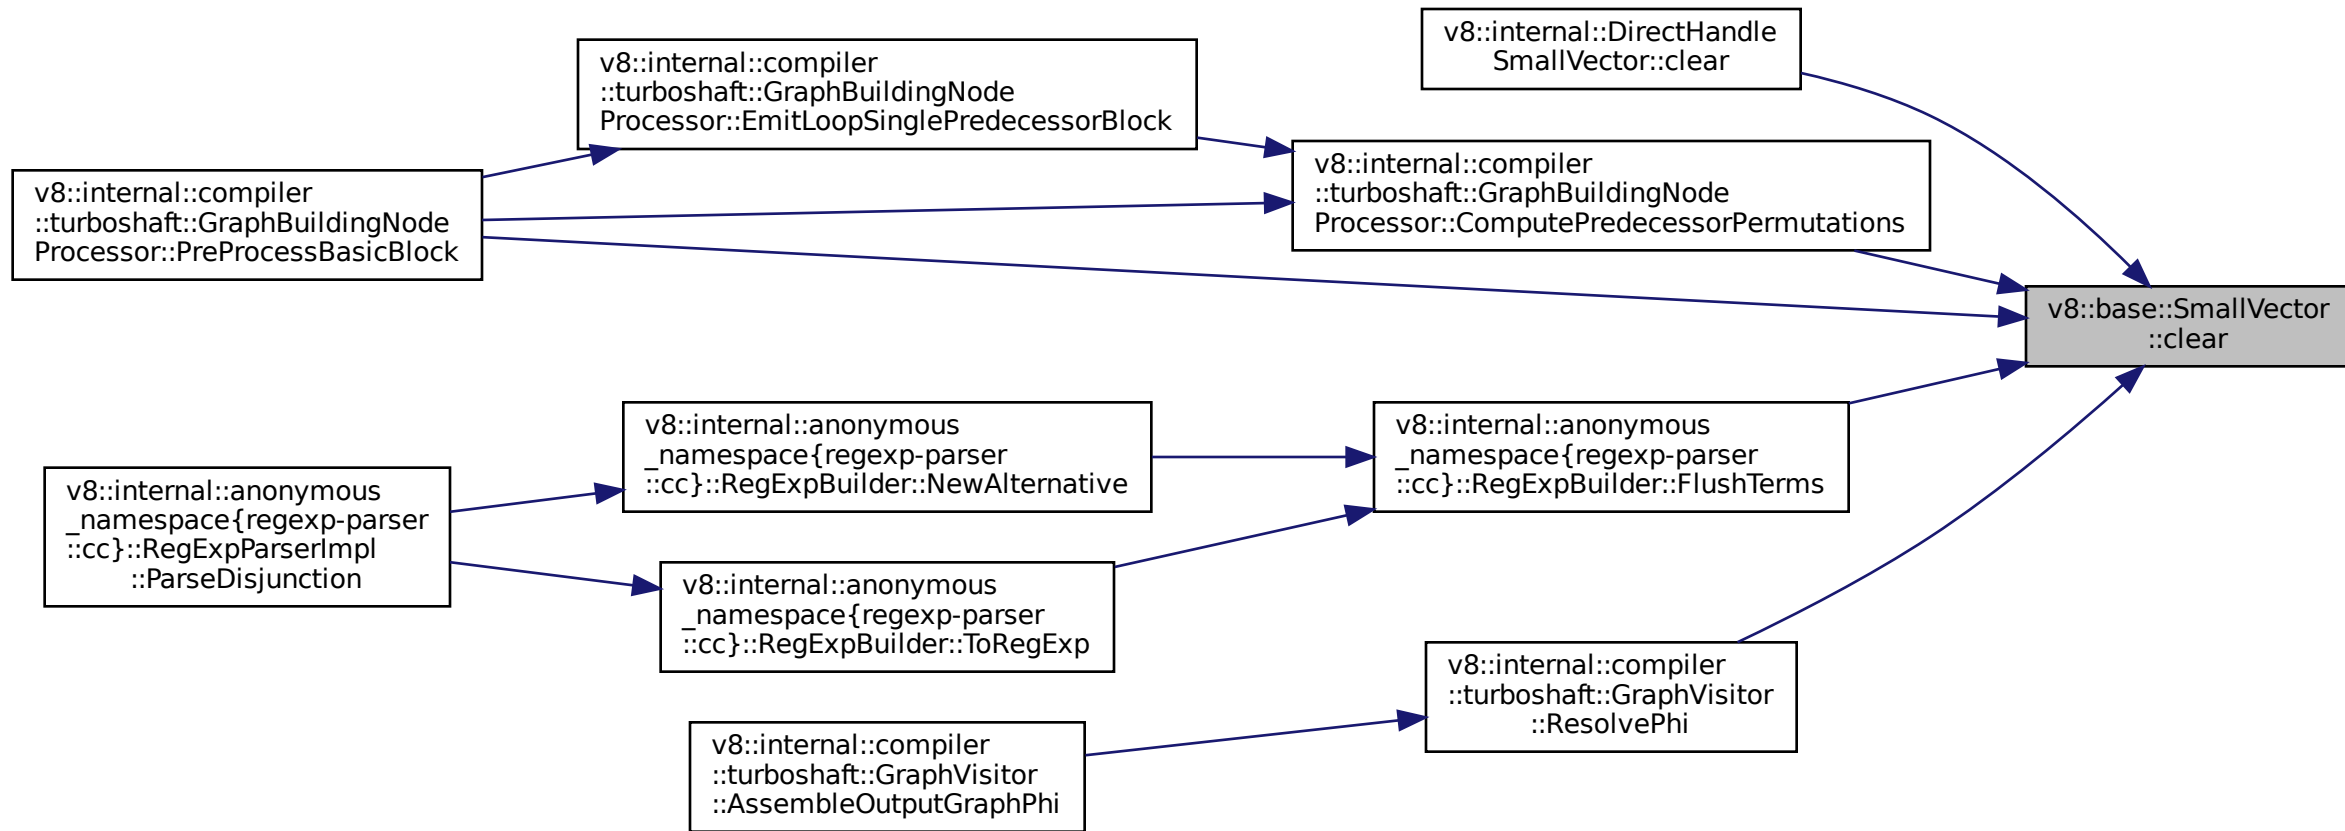 v8::internal::DirectHandle
SmallVector::clear
v8::internal::compiler
::turboshaft::GraphBuildingNode
Processor::EmitLoopSinglePredecessorBlock
v8::internal::compiler
::turboshaft::GraphBuildingNode
Processor::ComputePredecessorPermutations
v8::internal::compiler
::turboshaft::GraphBuildingNode
Processor::PreProcessBasicBlock
v8::base::SmallVector
::clear
v8::internal::anonymous
_namespace{regexp-parser
::cc}::RegExpBuilder::NewAlternative
v8::internal::anonymous
_namespace{regexp-parser
::cc}::RegExpBuilder::FlushTerms
v8::internal::anonymous
_namespace{regexp-parser
::cc}::RegExpParserImpl
::ParseDisjunction
v8::internal::anonymous
_namespace{regexp-parser
::cc}::RegExpBuilder::ToRegExp
v8::internal::compiler
::turboshaft::GraphVisitor
::ResolvePhi
v8::internal::compiler
::turboshaft::GraphVisitor
::AssembleOutputGraphPhi